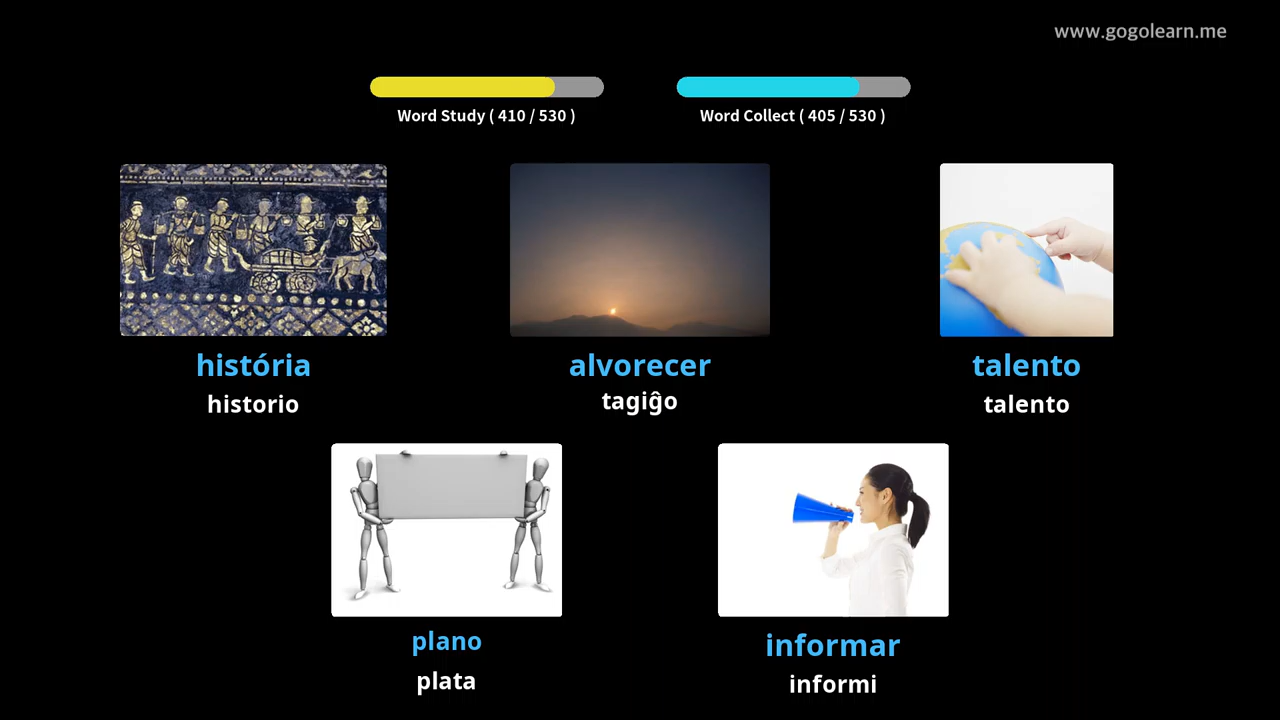 www.gogolearn.me
Word Study ( 410 / 530 )
Word Collect ( 405 / 530 )
história
alvorecer
talento
historio
tagiĝo
talento
plano
informar
plata
informi